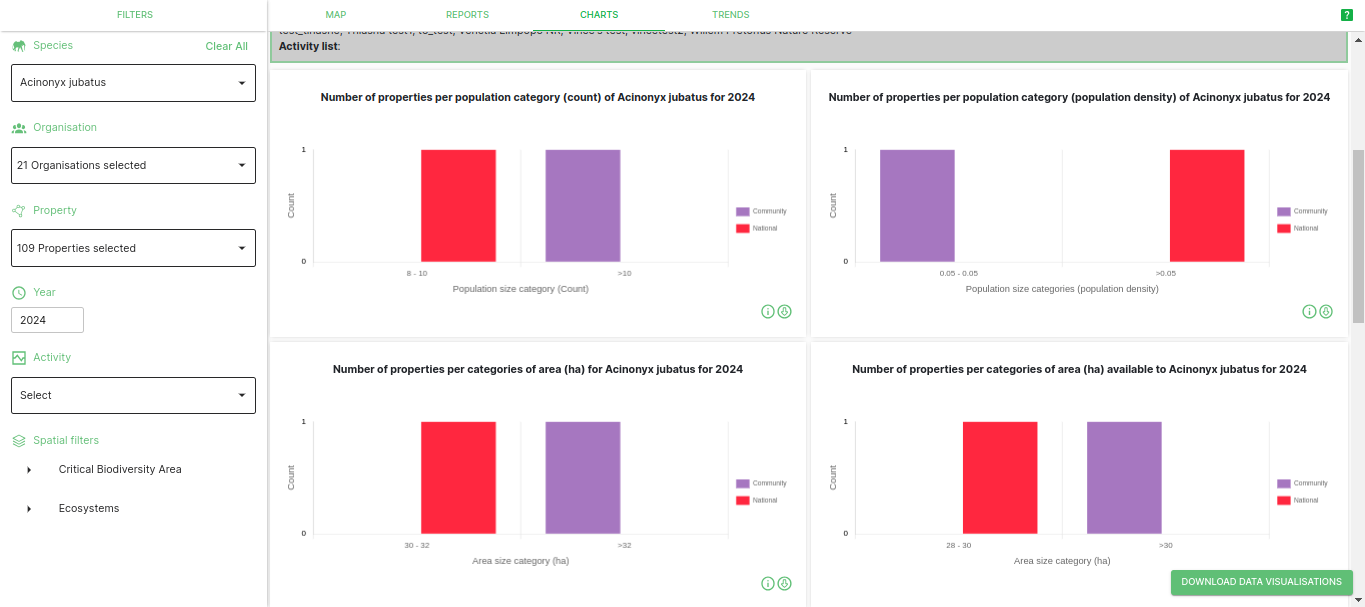 FILTERS
MAP
REPORTS
CHARTS
TRENDS
?
Species
Clear All
Acinonyx jubatus
Organisation
21 Organisations selected
Property
109 Properties selected
Year
2024
Activity
Select
Spatial filters
Critical Biodiversity Area
Ecosystems
Activity list:
Number of properties per population category (count) of Acinonyx jubatus for 2024
1
Count
0
8 - 10
>10
Population size category (Count)
Community
National
Number of properties per population category (population density) of Acinonyx jubatus for 2024
1
Count
0
0.05 - 0.05
>0.05
Population size categories (population density)
Community
National
Number of properties per categories of area (ha) for Acinonyx jubatus for 2024
1
Count
0
30 - 32
>32
Area size category (ha)
Community
National
Number of properties per categories of area (ha) available to Acinonyx jubatus for 2024
1
Count
0
28 - 30
>30
Area size category (ha)
Community
National
DOWNLOAD DATA VISUALISATIONS